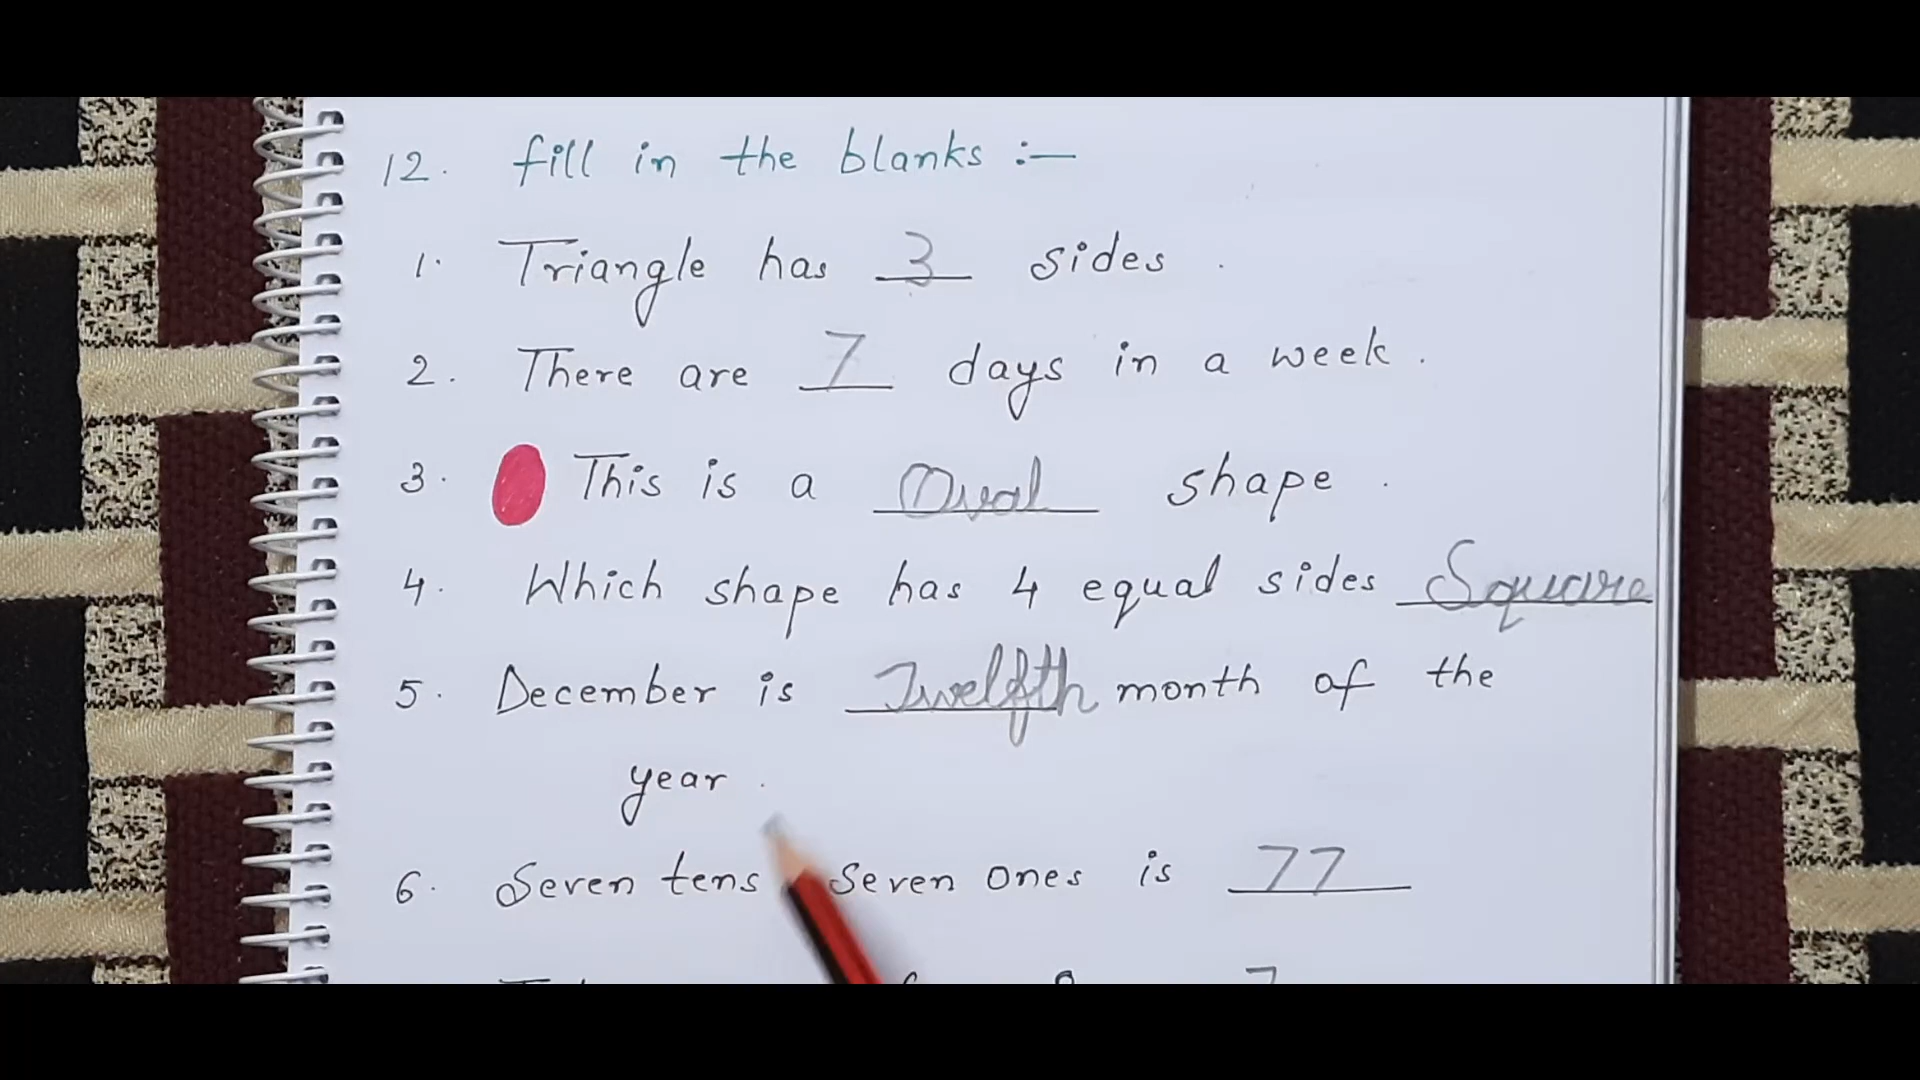 12. fill in the blanks :-
1. Triangle has 3 sides .
2. There are 7 days in a week .
3. This is a Oval shape .
4. Which shape has 4 equal sides Square
5. December is Twelfth month of the
year .
6. Seven tens seven ones is 77